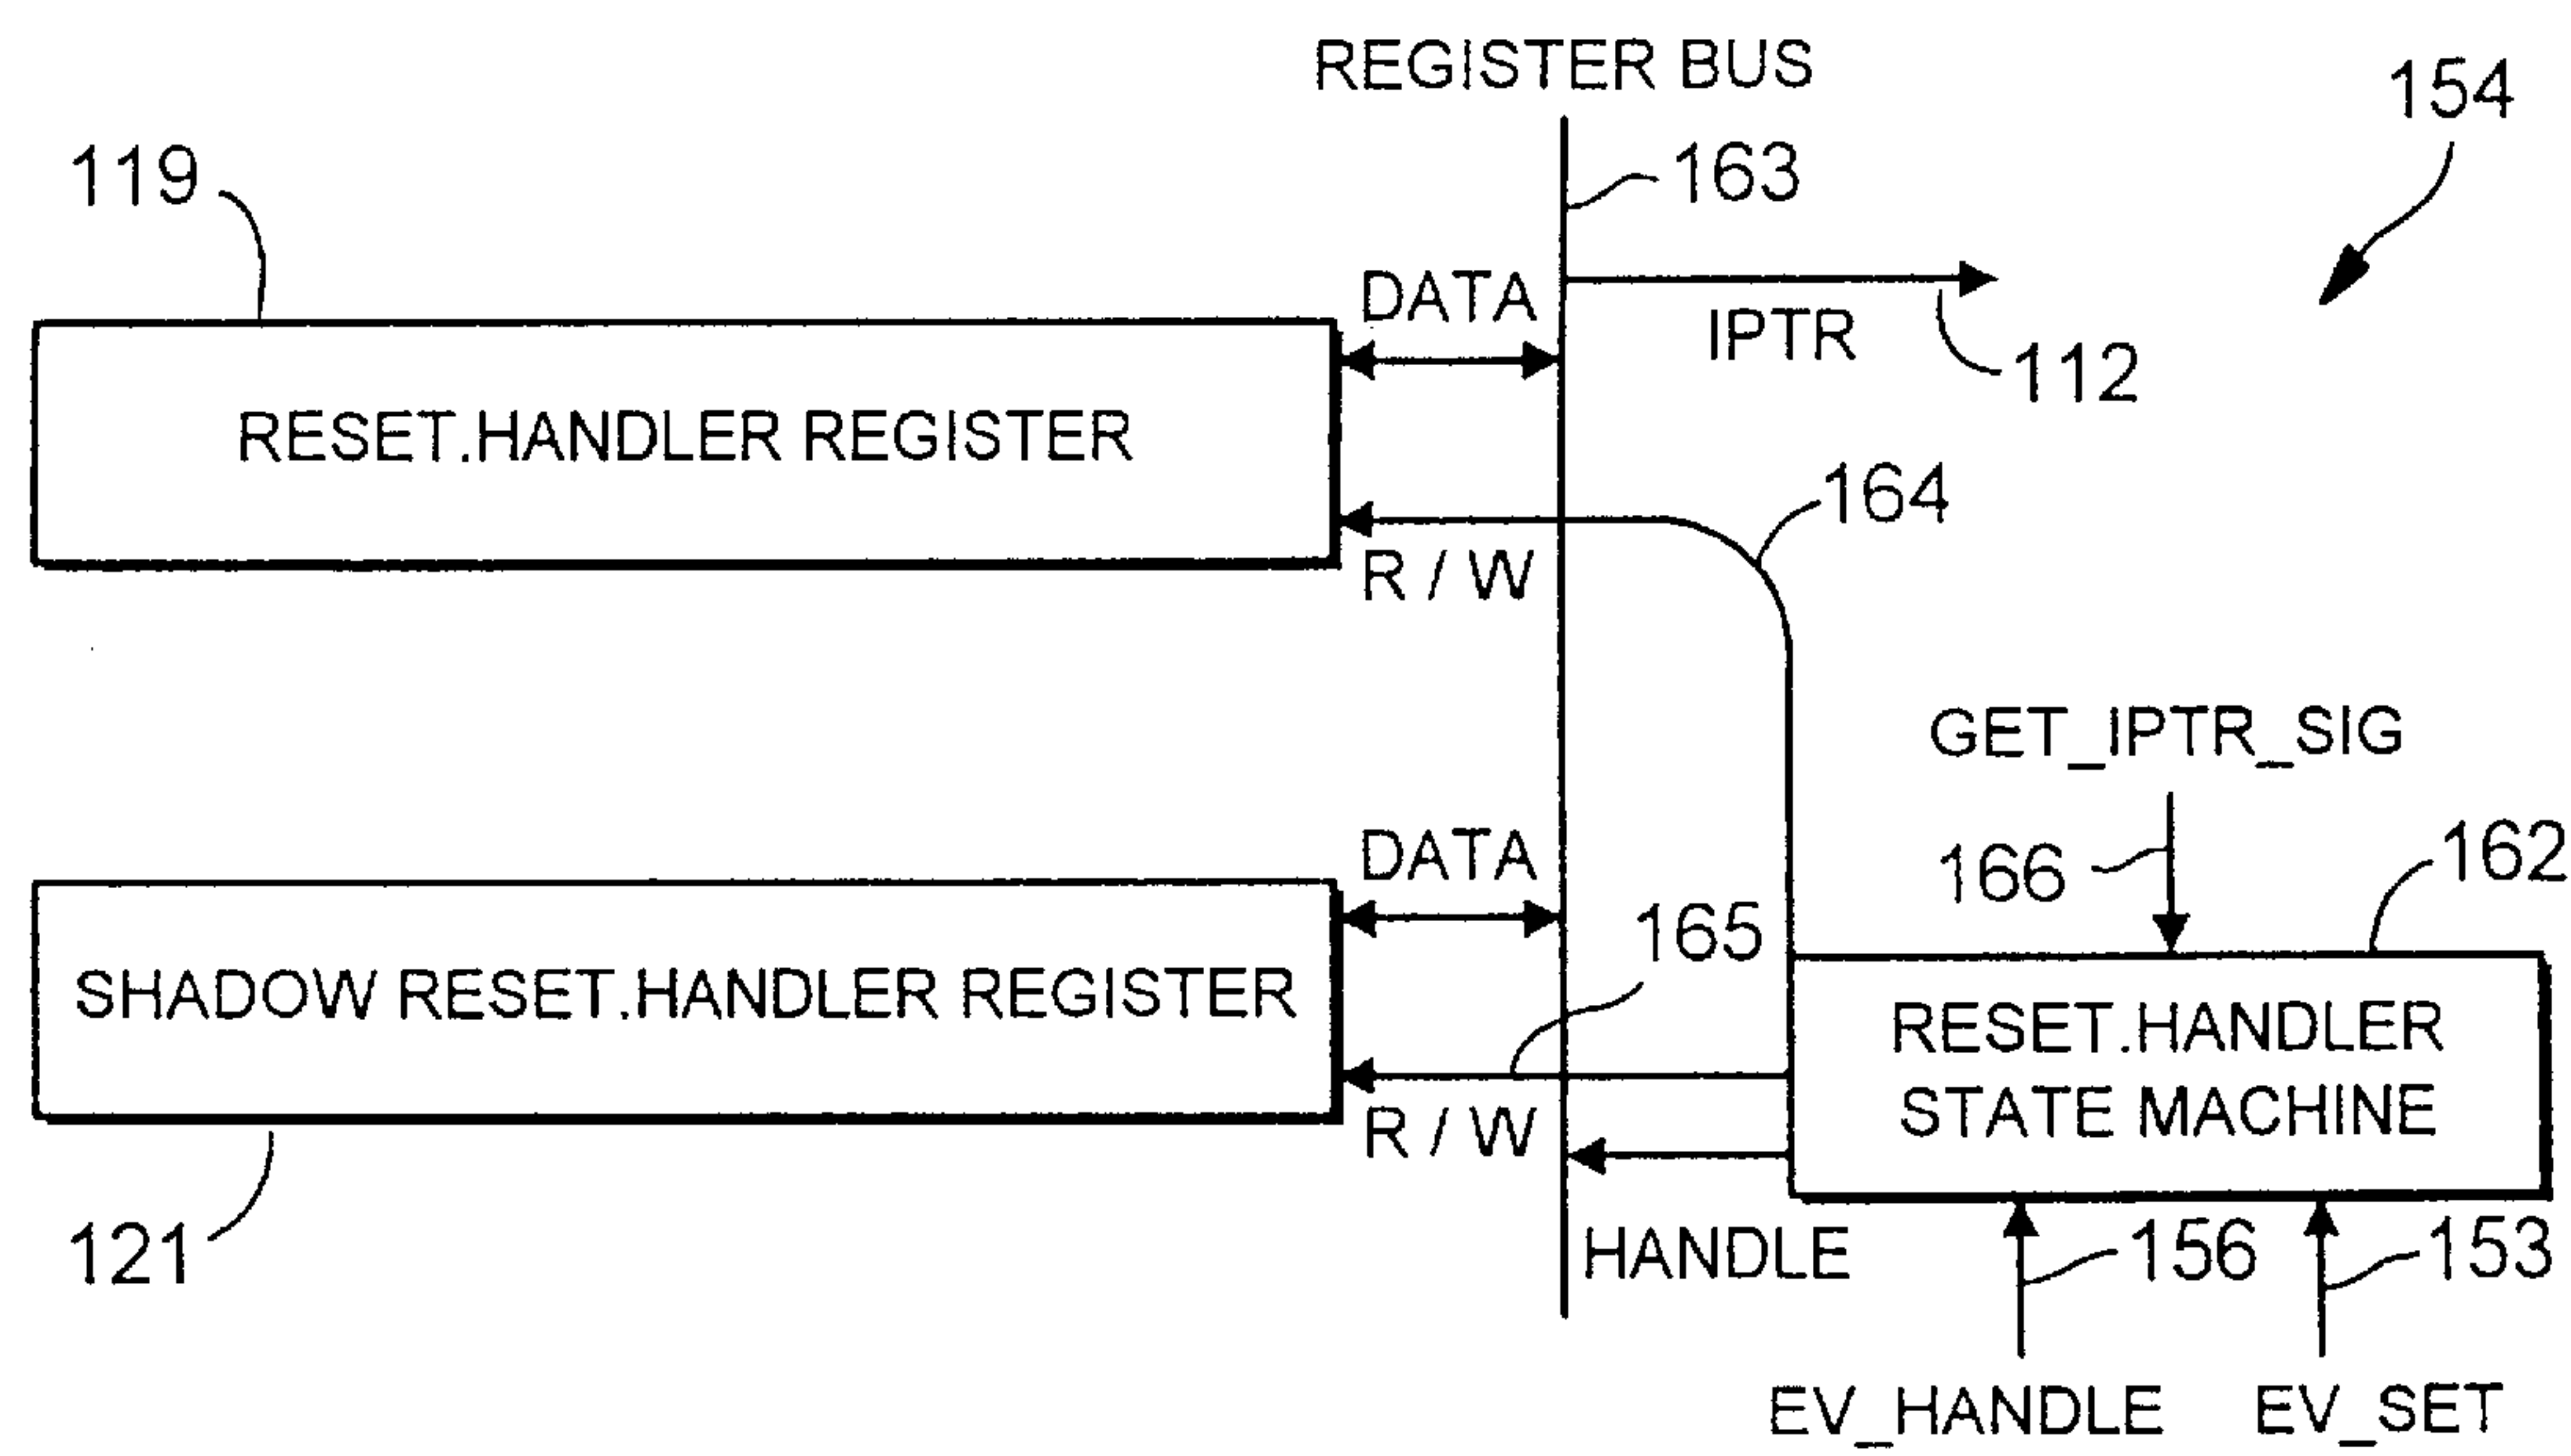 REGISTER BUS
154
119
163
DATA
IPTR
112
RESET.HANDLER REGISTER
164
R / W
GET_IPTR_SIG
DATA
166
162
165
SHADOW RESET.HANDLER REGISTER
RESET.HANDLER
STATE MACHINE
R / W
121
HANDLE
156
153
EV_HANDLE
EV_SET